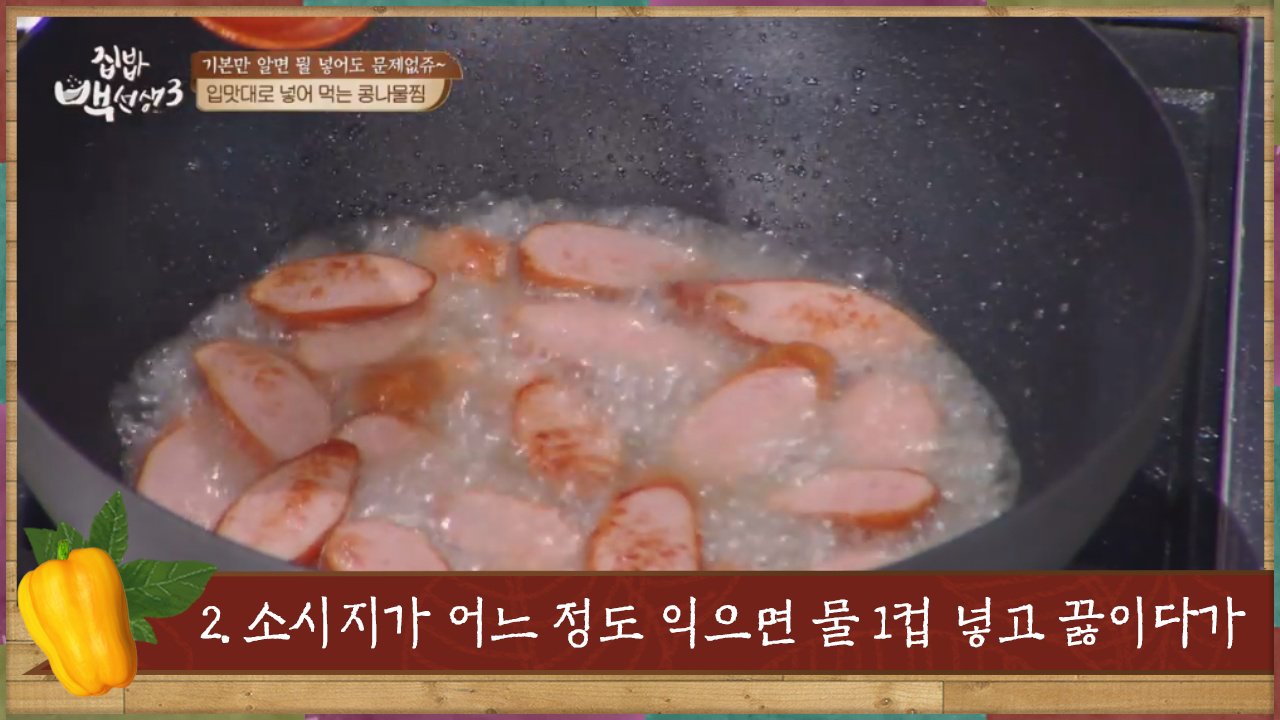 집밥
백선생3
기본만 알면 뭘 넣어도 문제없쥬~
입맛대로 넣어 먹는 콩나물찜
2. 소시지가 어느 정도 익으면 물 1컵 넣고 끓이다가